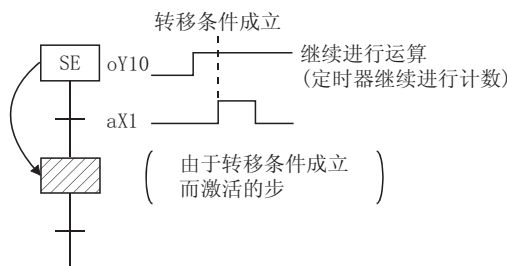 转移条件成立
SE
oY10
继续进行运算
(定时器继续进行计数)
aX1
由于转移条件成立
而激活的步